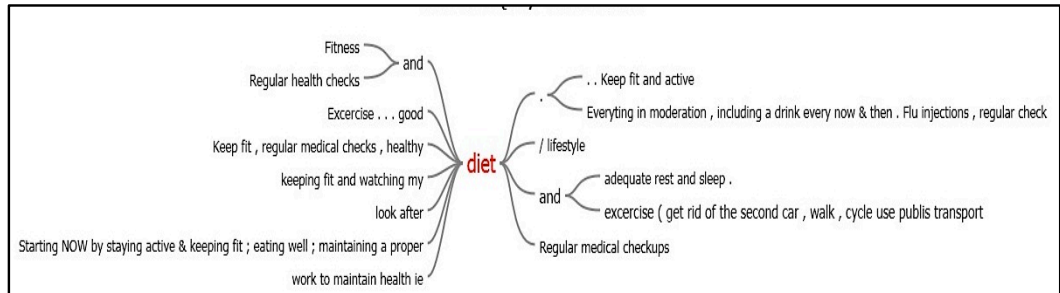 Fitness
and
Regular health checks
Excercise . . . good
Keep fit , regular medical checks , healthy
keeping fit and watching my
look after
Starting NOW by staying active & keeping fit ; eating well ; maintaining a proper
work to maintain health ie
diet
.
. . Keep fit and active
Everyting in moderation , including a drink every now & then . Flu injections , regular check
/ lifestyle
and
adequate rest and sleep .
excercise ( get rid of the second car , walk , cycle use publis transport
Regular medical checkups